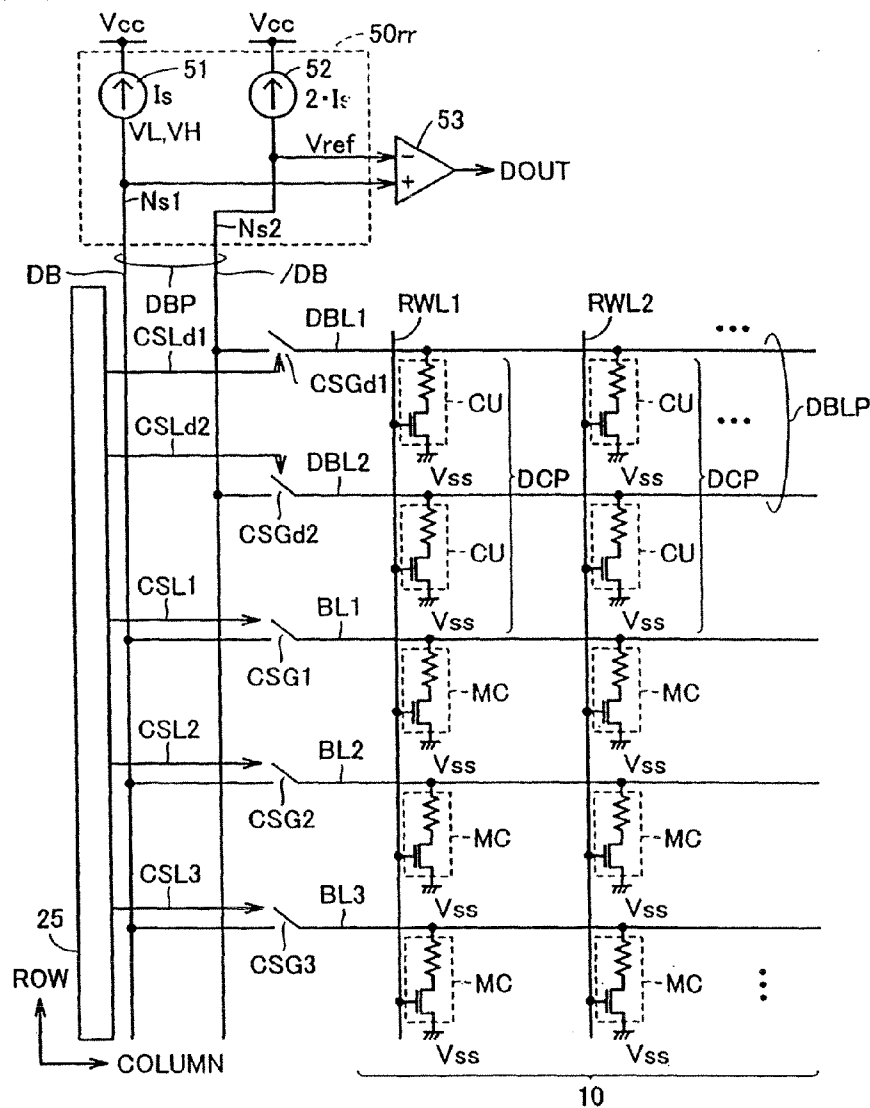 Vcc Vcc 50rr
51 52
Is 2·Is
VL,VH
53
Vref
−
+
DOUT
Ns1
Ns2
DB /DB
DBP
CSLd1 DBL1 RWL1 RWL2 •••
CSGd1
CU CU DBLP
CSLd2 •••
Vss Vss
DBL2 DCP DCP
CSGd2
CU CU
CSL1 BL1 Vss Vss
CSG1
MC MC
CSL2 BL2 Vss Vss
CSG2
MC MC
CSL3 BL3 Vss Vss
25
CSG3
ROW MC MC
COLUMN Vss Vss
10